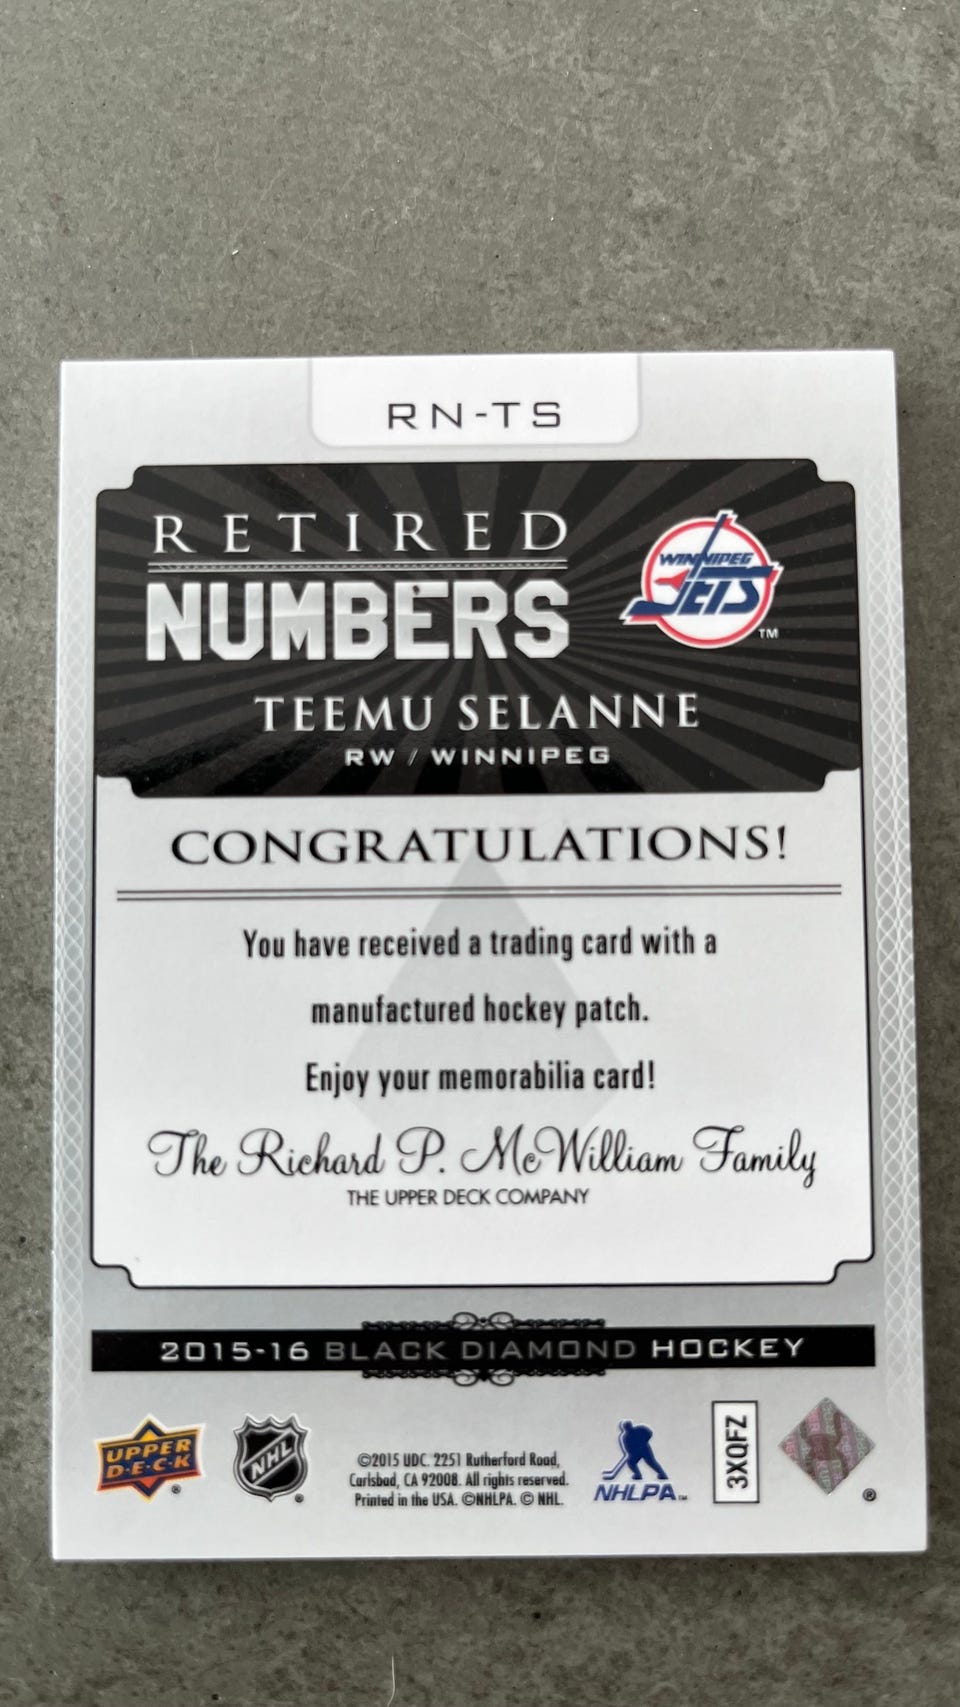 RN-TS
RETIRED
NUMBERS
WINNIPEG
JETS
TM
TEEMU SELANNE
RW / WINNIPEG
CONGRATULATIONS!
You have received a trading card with a
manufactured hockey patch.
Enjoy your memorabilia card!
The Richard P. McWilliam Family
THE UPPER DECK COMPANY
2015-16 BLACK DIAMOND HOCKEY
UPPER
D·E·C·K
®
NHL
®
©2015 UDC. 2251 Rutherford Road,
Carlsbad, CA 92008. All rights reserved.
Printed in the USA. ©NHLPA. © NHL.
NHLPA™
3XQFZ
®